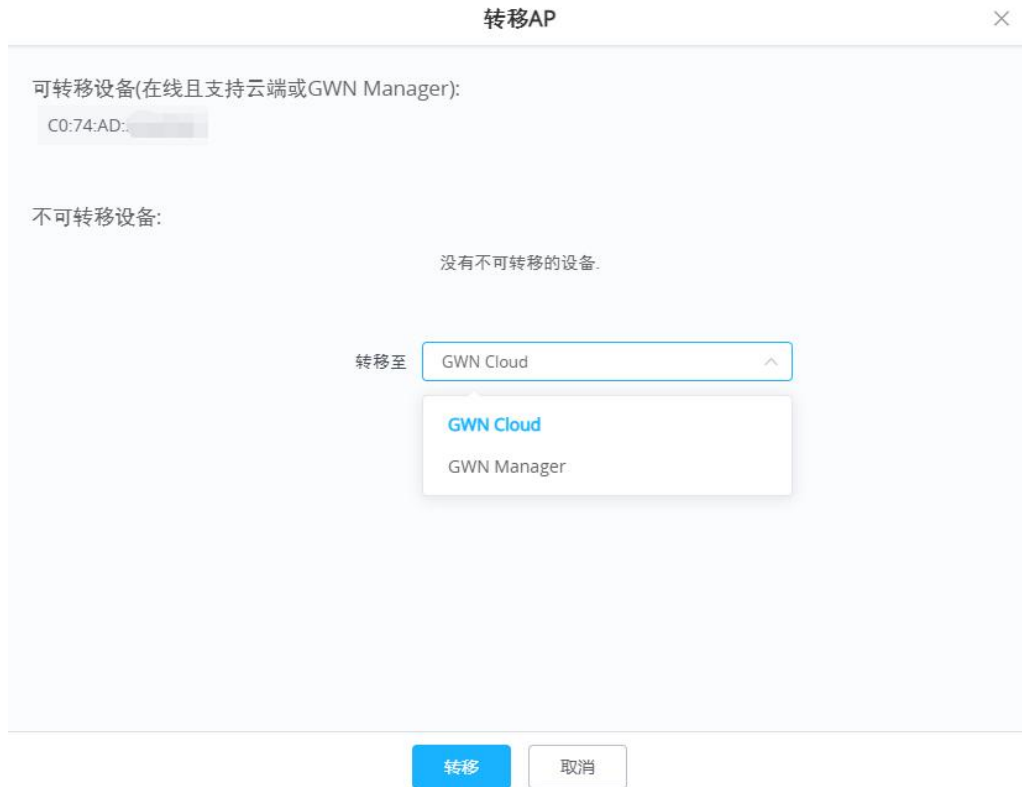 转移AP
可转移设备(在线且支持云端或GWN Manager):
C0:74:AD:
不可转移设备:
没有不可转移的设备.
转移至 GWN Cloud
GWN Cloud
GWN Manager
转移 取消